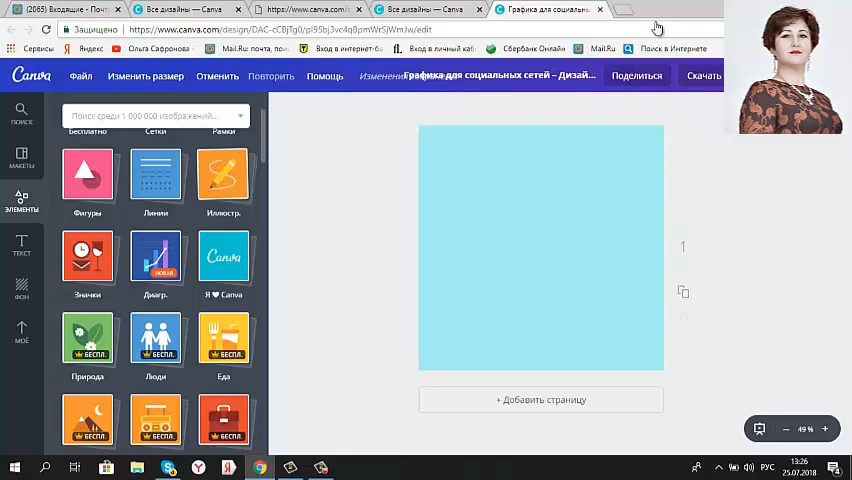 (2065) Входящие — Почт
Все дизайны — Canva
https://www.canva.com/d
Все дизайны — Canva
Графика для социальнь
Защищено
https://www.canva.com/design/
/edit
Сервисы
Яндекс
Ольга Сафронова
Mail.Ru: почта, пои
Вход в интернет-б
Вход в личный каб
Сбербанк Онлайн
Mail.Ru
Поиск в Интернете
Canva
Файл
Изменить размер
Отменить
Повторить
Помощь
Графика для социальных сетей – Дизай...
Поделиться
Скачать
ПОИСК
МАКЕТЫ
ЭЛЕМЕНТЫ
ТЕКСТ
ФОН
МОЁ
Поиск среди 1 000 000 изображений...
Бесплатно
Сетки
Рамки
Фигуры
Линии
Иллюстр.
НОВАЯ
Canva
Значки
Диагр.
Я ❤ Canva
БЕСПЛ.
БЕСПЛ.
БЕСПЛ.
Природа
Люди
Еда
БЕСПЛ.
БЕСПЛ.
БЕСПЛ.
1
+ Добавить страницу
49 %
РУС
13:26
25.07.2018
4